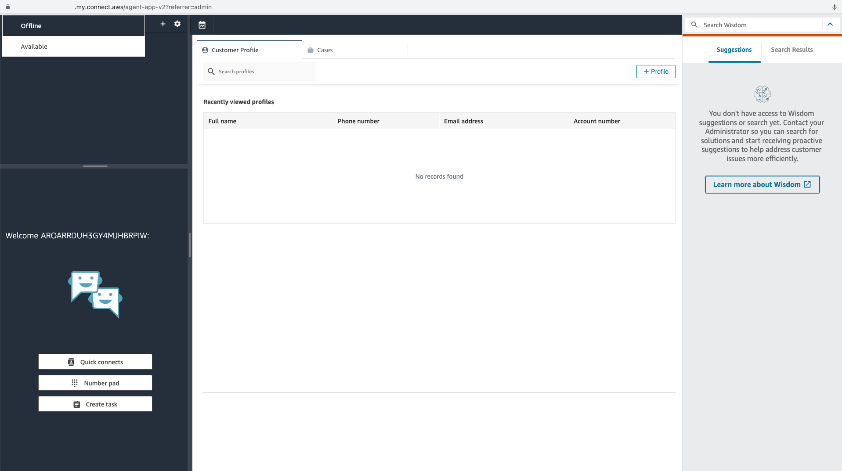 .my.connect.aws/agent-app-v2?referrer=admin
Offline
Available
Customer Profile
Cases
Search profiles
+ Profile
Recently viewed profiles
Full name Phone number Email address Account number
No records found
Welcome AROARRDUH3GY4MJHBRPIW:
Quick connects
Number pad
Create task
Search Wisdom
Suggestions
Search Results
You don't have access to Wisdom
suggestions or search yet. Contact your
Administrator so you can search for
solutions and start receiving proactive
suggestions to help address customer
issues more efficiently.
Learn more about Wisdom